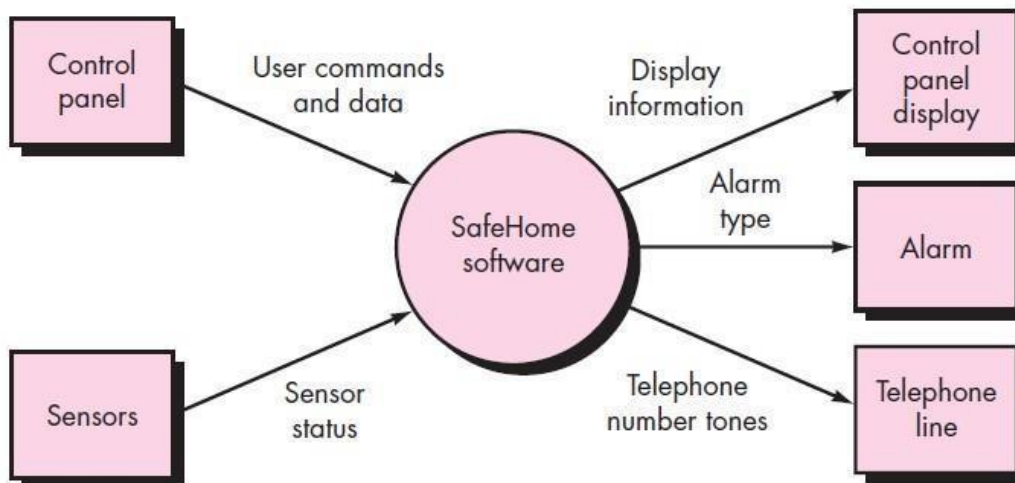 Control
panel
User commands
and data
Display
information
Control
panel
display
SafeHome
software
Alarm
type
Alarm
Sensors
Sensor
status
Telephone
number tones
Telephone
line